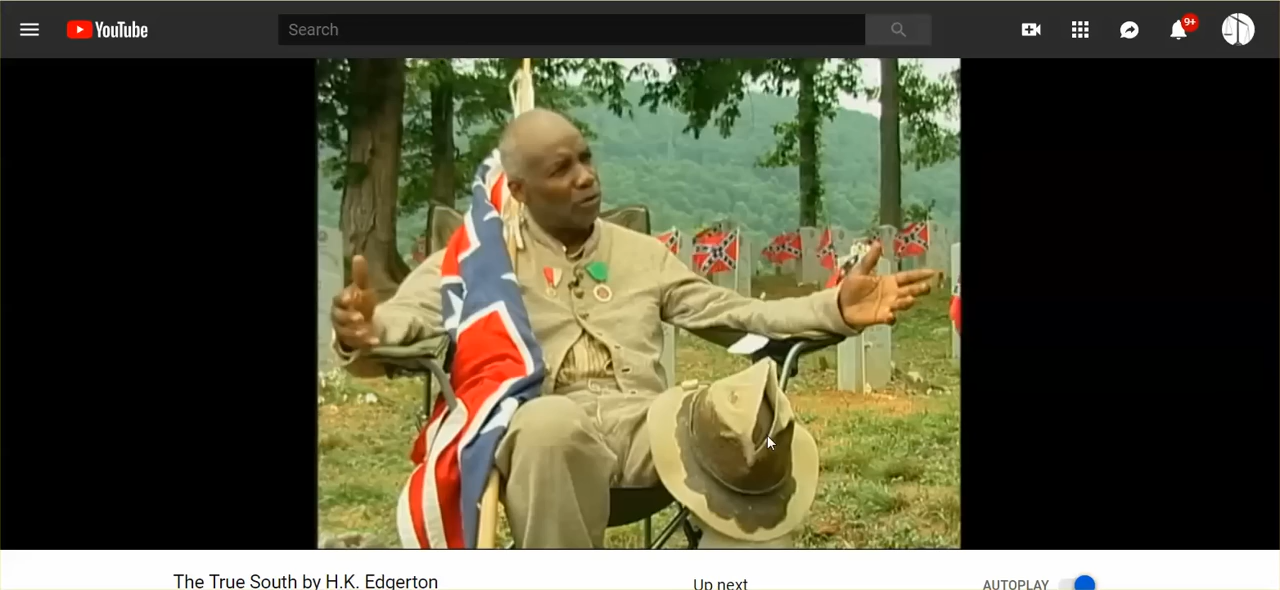 YouTube
Search
9+
The True South by H.K. Edgerton
Up next
AUTOPLAY